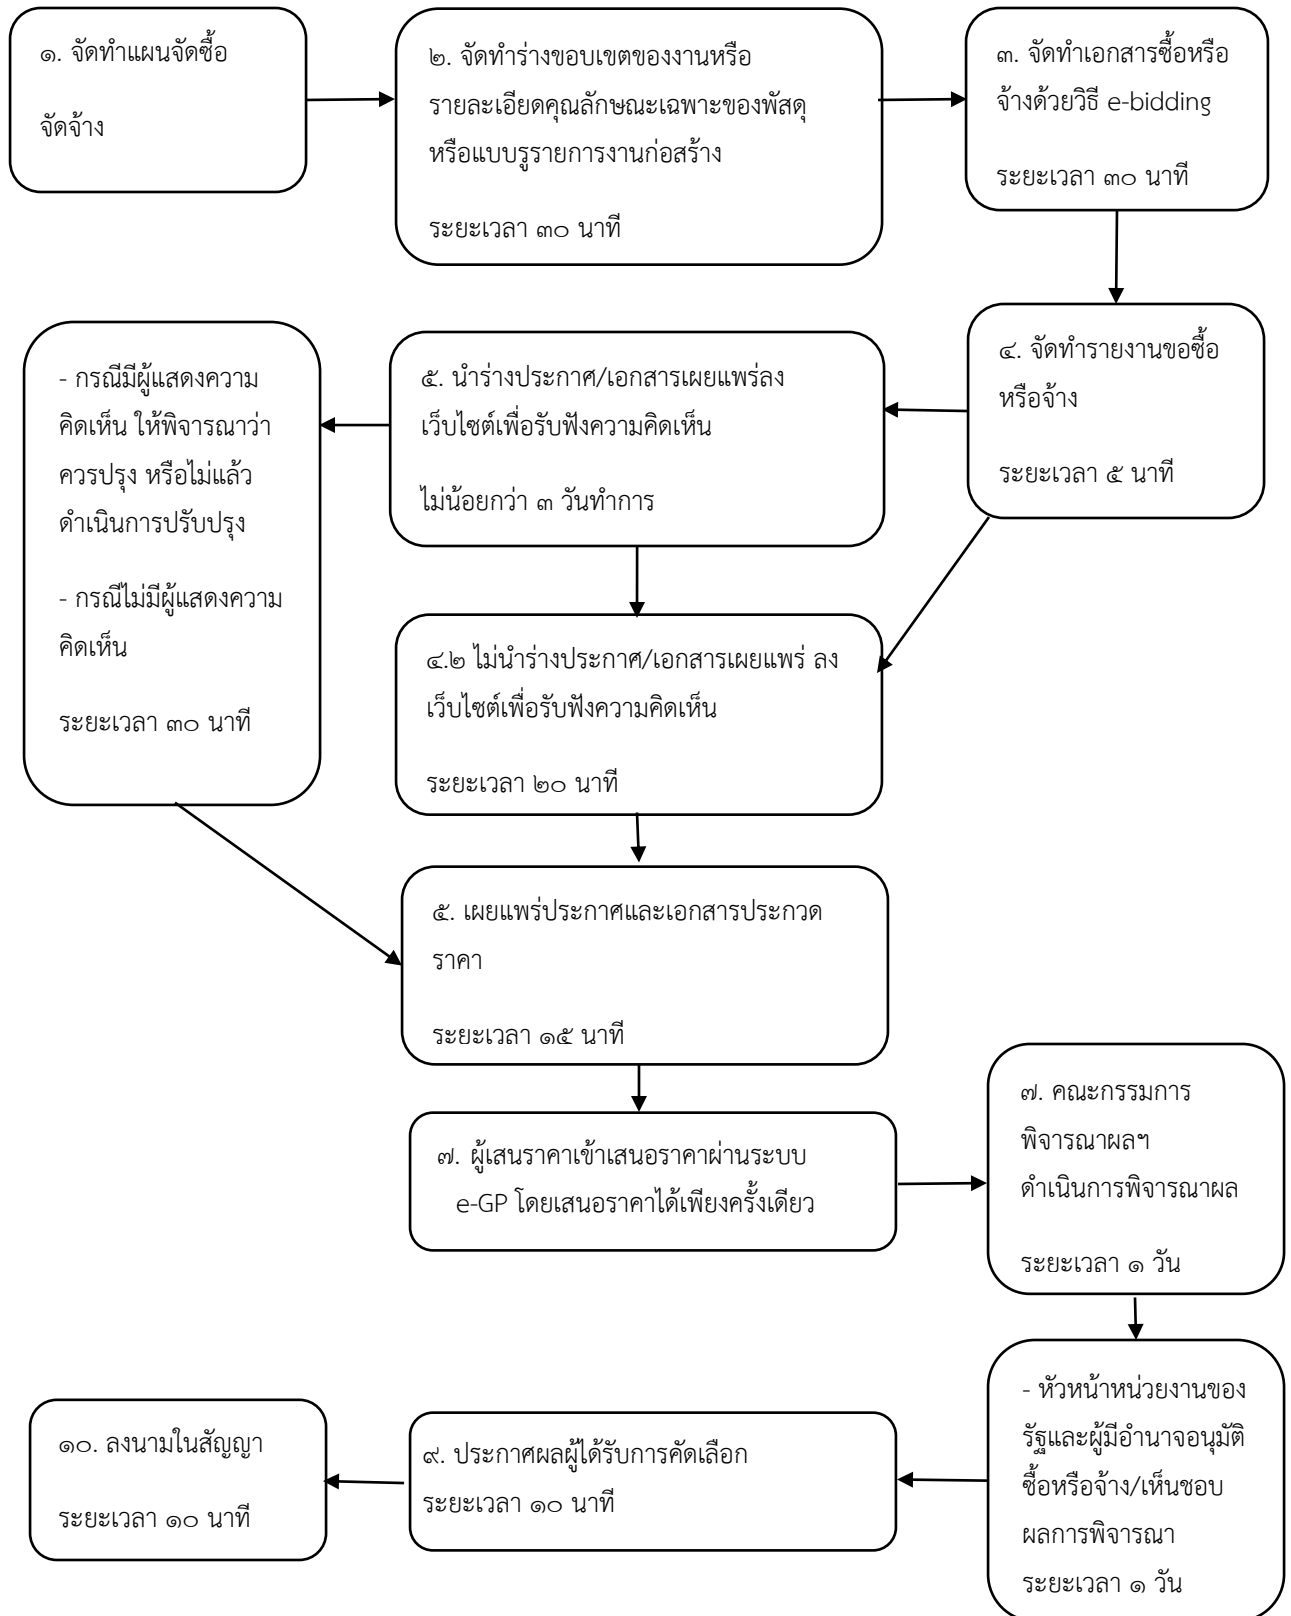 ๑. จัดทำแผนจัดซื้อ
จัดจ้าง
๒. จัดทำร่างขอบเขตของงานหรือ
รายละเอียดคุณลักษณะเฉพาะของพัสดุ
หรือแบบรูรายการงานก่อสร้าง
ระยะเวลา ๓๐ นาที
๓. จัดทำเอกสารซื้อหรือ
จ้างด้วยวิธี e-bidding
ระยะเวลา ๓๐ นาที
๔. จัดทำรายงานขอซื้อ
หรือจ้าง
ระยะเวลา ๕ นาที
๕. นำร่างประกาศ/เอกสารเผยแพร่ลง
เว็บไซต์เพื่อรับฟังความคิดเห็น
ไม่น้อยกว่า ๓ วันทำการ
- กรณีมีผู้แสดงความ
คิดเห็น ให้พิจารณาว่า
ควรปรุง หรือไม่แล้ว
ดำเนินการปรับปรุง
- กรณีไม่มีผู้แสดงความ
คิดเห็น
ระยะเวลา ๓๐ นาที
๔.๒ ไม่นำร่างประกาศ/เอกสารเผยแพร่ ลง
เว็บไซต์เพื่อรับฟังความคิดเห็น
ระยะเวลา ๒๐ นาที
๕. เผยแพร่ประกาศและเอกสารประกวด
ราคา
ระยะเวลา ๑๕ นาที
๗. ผู้เสนราคาเข้าเสนอราคาผ่านระบบ
e-GP โดยเสนอราคาได้เพียงครั้งเดียว
๗. คณะกรรมการ
พิจารณาผลฯ
ดำเนินการพิจารณาผล
ระยะเวลา ๑ วัน
- หัวหน้าหน่วยงานของ
รัฐและผู้มีอำนาจอนุมัติ
ซื้อหรือจ้าง/เห็นชอบ
ผลการพิจารณา
ระยะเวลา ๑ วัน
๙. ประกาศผลผู้ได้รับการคัดเลือก
ระยะเวลา ๑๐ นาที
๑๐. ลงนามในสัญญา
ระยะเวลา ๑๐ นาที